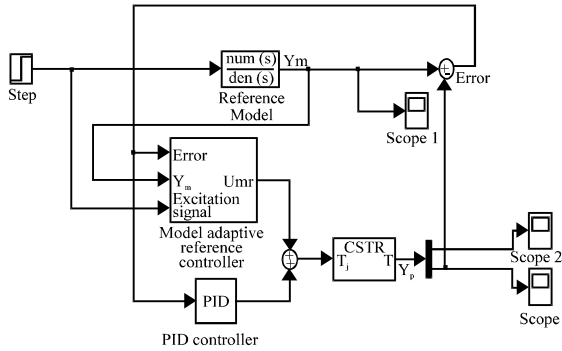 num (s)
den (s)
Ym
Step
Reference
Model
Error
Scope 1
Error
Ym
Umr
Excitation
signal
Model adaptive
reference
controller
CSTR
Tj
T
Yp
Scope 2
PID
Scope
PID controller